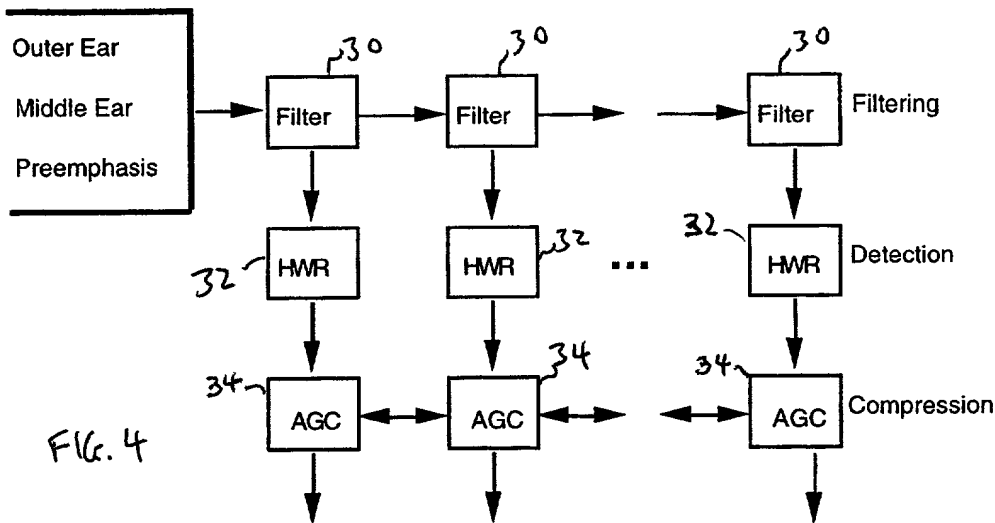 Outer Ear
Middle Ear
Preemphasis
30
30
30
Filter
Filter
Filter
Filtering
32
HWR
HWR
32
...
32
HWR
Detection
34
AGC
34
AGC
34
AGC
Compression
FIG. 4